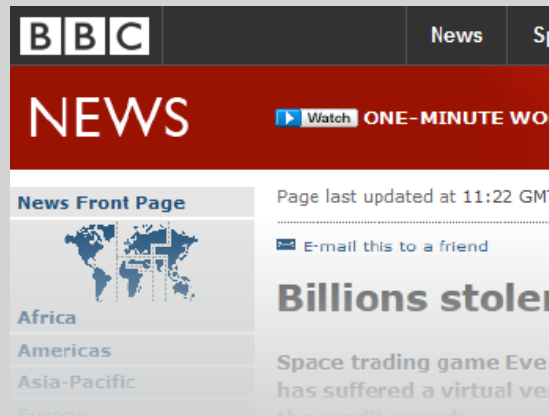 BBC
News
NEWS
Watch ONE-MINUTE
News Front Page
Page last updated at 11:22
E-mail this to a friend
Billions
Africa
Americas
Space trading game
Asia-Pacific
has suffered a virtual
Europe